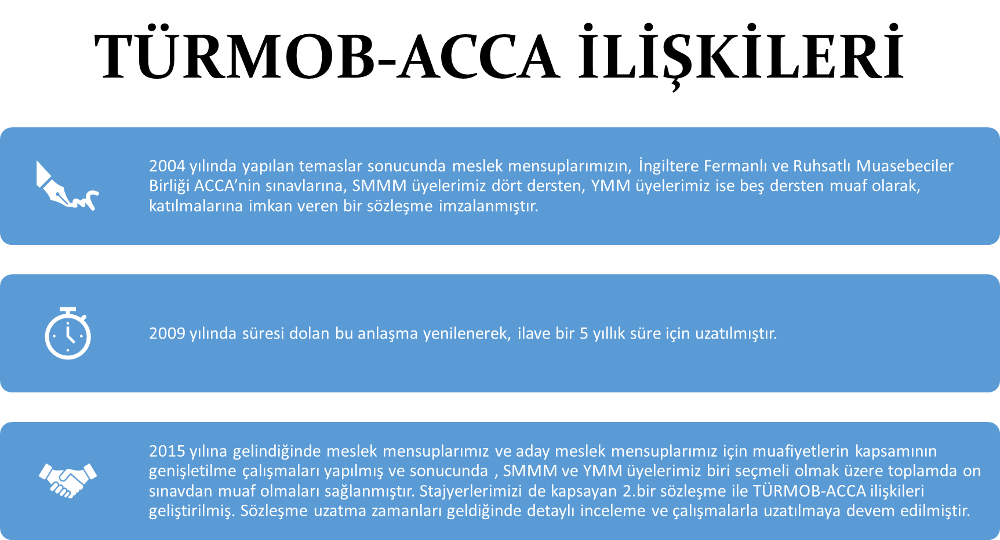 TÜRMOB-ACCA İLİŞKİLERİ
2004 yılında yapılan temaslar sonucunda meslek mensuplarımızın, İngiltere Fermanlı ve Ruhsatlı Muasebeciler
Birliği ACCA’nin sınavlarına, SMMM üyelerimiz dört dersten, YMM üyelerimiz ise beş dersten muaf olarak,
katılmalarına imkan veren bir sözleşme imzalanmıştır.
2009 yılında süresi dolan bu anlaşma yenilenerek, ilave bir 5 yıllık süre için uzatılmıştır.
2015 yılına gelindiğinde meslek mensuplarımız ve aday meslek mensuplarımız için muafiyetlerin kapsamının
genişletilme çalışmaları yapılmış ve sonucunda , SMMM ve YMM üyelerimiz biri seçmeli olmak üzere toplamda on
sınavdan muaf olmaları sağlanmıştır. Stajyerlerimizi de kapsayan 2.bir sözleşme ile TÜRMOB-ACCA ilişkileri
geliştirilmiş. Sözleşme uzatma zamanları geldiğinde detaylı inceleme ve çalışmalarla uzatılmaya devem edilmiştir.